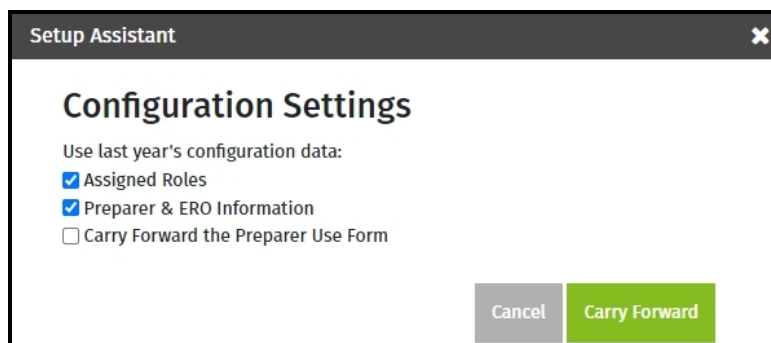 Setup Assistant
Configuration Settings
Use last year's configuration data:
Assigned Roles
Preparer & ERO Information
Carry Forward the Preparer Use Form
Cancel Carry Forward